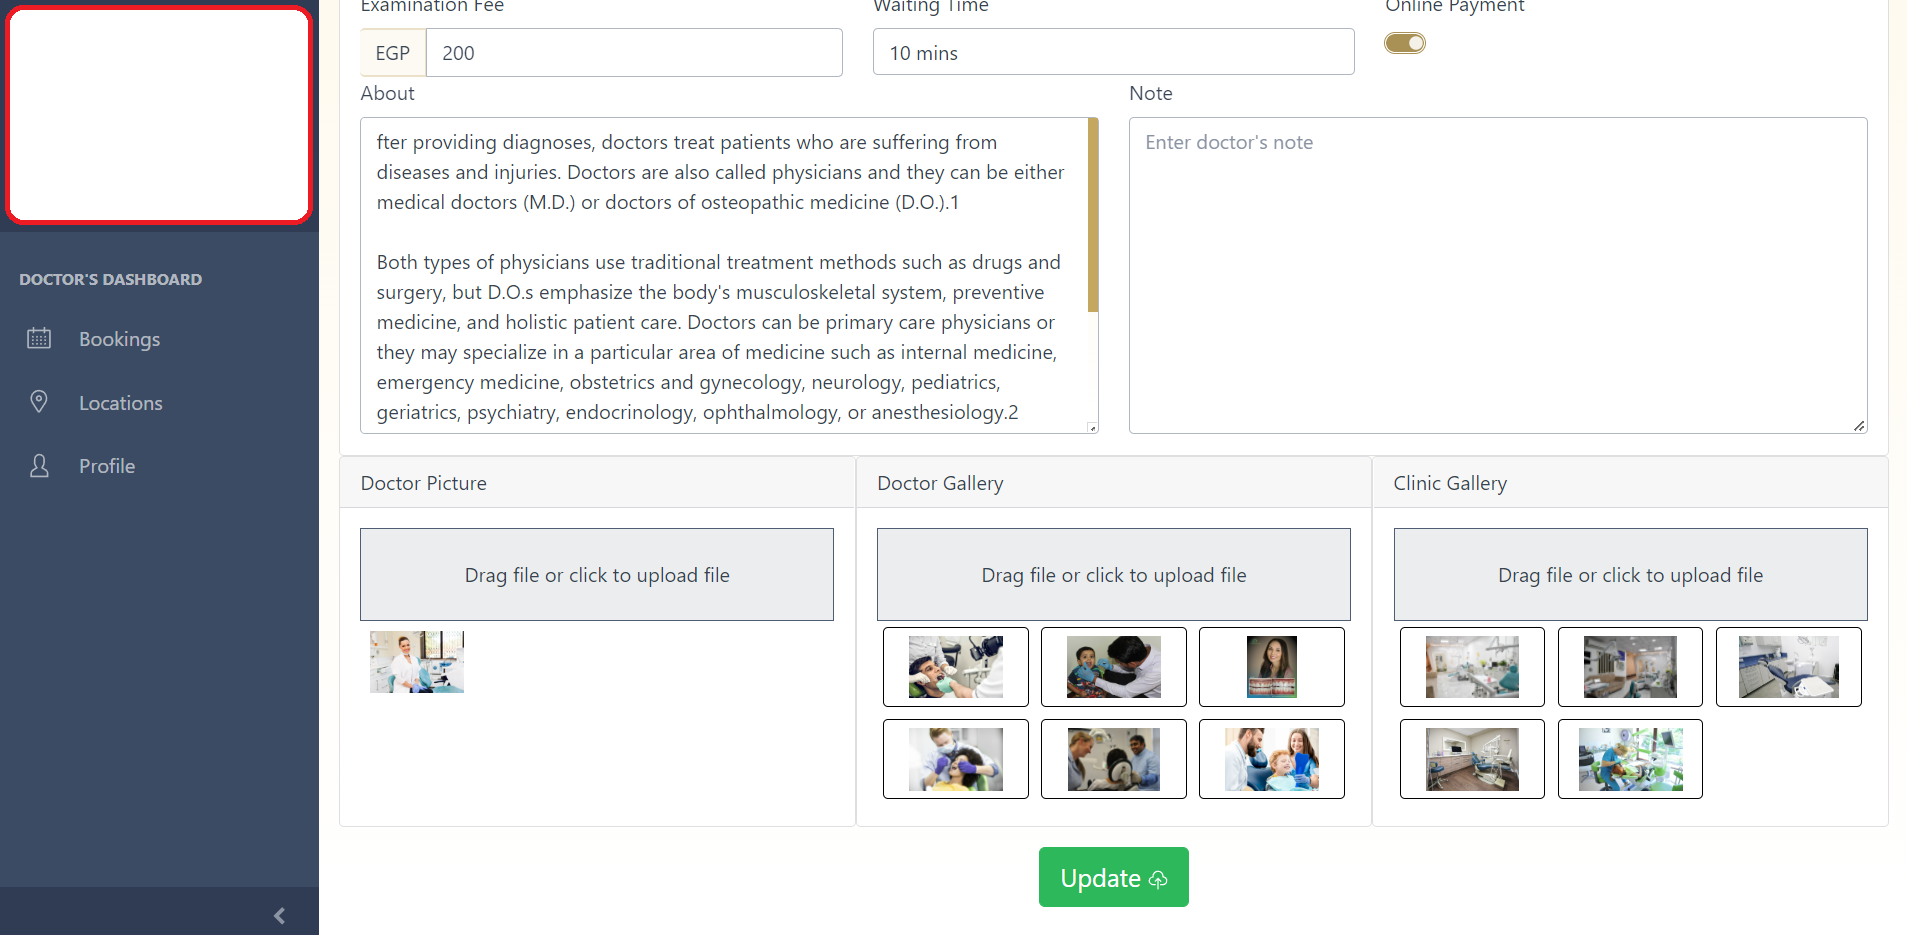 Examination Fee
Waiting Time
Online Payment
EGP
200
10 mins
About
Note
fter providing diagnoses, doctors treat patients who are suffering from
diseases and injuries. Doctors are also called physicians and they can be either
medical doctors (M.D.) or doctors of osteopathic medicine (D.O.).1
Both types of physicians use traditional treatment methods such as drugs and
surgery, but D.O.s emphasize the body's musculoskeletal system, preventive
medicine, and holistic patient care. Doctors can be primary care physicians or
they may specialize in a particular area of medicine such as internal medicine,
emergency medicine, obstetrics and gynecology, neurology, pediatrics,
geriatrics, psychiatry, endocrinology, ophthalmology, or anesthesiology.2
Enter doctor's note
DOCTOR'S DASHBOARD
Bookings
Locations
Profile
Doctor Picture
Doctor Gallery
Clinic Gallery
Drag file or click to upload file
Drag file or click to upload file
Drag file or click to upload file
Update